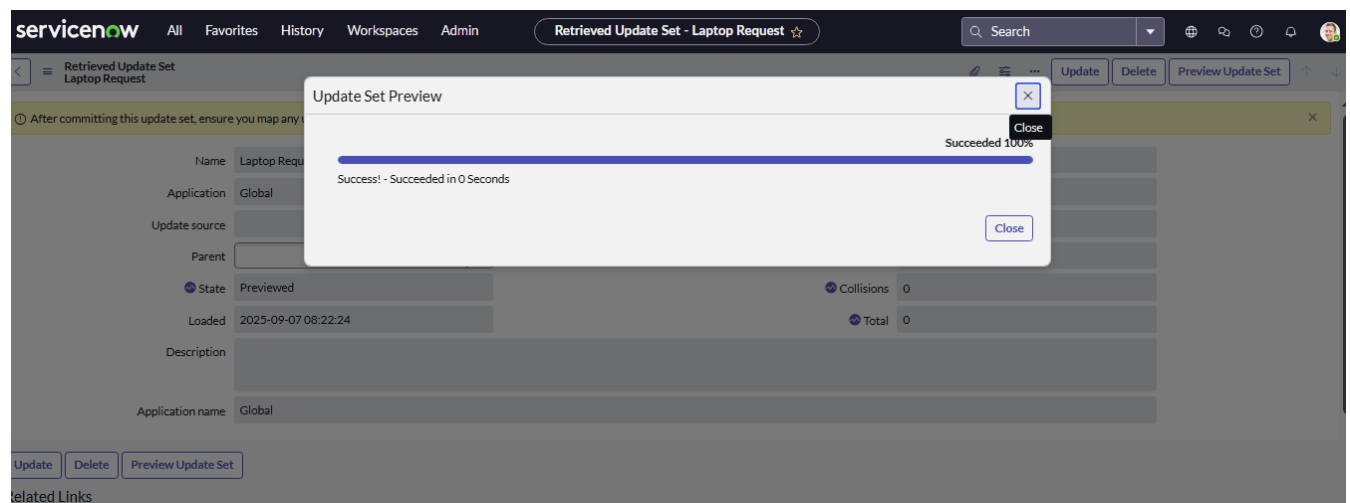 servicenow All Favorites History Workspaces Admin Retrieved Update Set - Laptop Request Search
Retrieved Update Set
Laptop Request
Update Delete Preview Update Set
After committing this update set, ensure you map any
Update Set Preview
Close
Succeeded 100%
Success! - Succeeded in 0 Seconds
Close
Name Laptop Requ
Application Global
Update source
Parent
State Previewed
Collisions 0
Loaded 2025-09-07 08:22:24
Total 0
Description
Application name Global
Update Delete Preview Update Set
Related Links